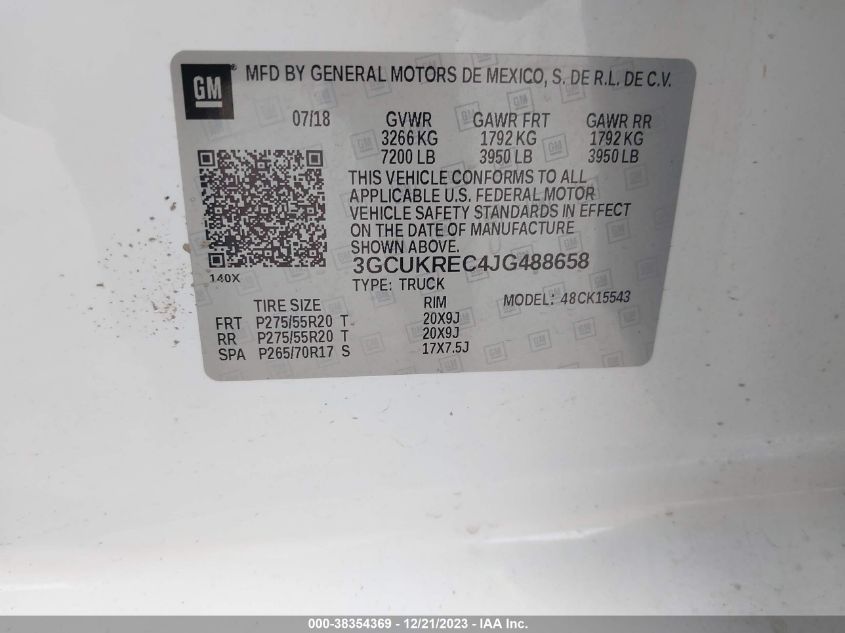 GM
MFD BY GENERAL MOTORS DE MEXICO, S. DE R.L. DE C.V.
07/18 GVWR GAWR FRT GAWR RR
3266 KG 1792 KG 1792 KG
7200 LB 3950 LB 3950 LB
THIS VEHICLE CONFORMS TO ALL
APPLICABLE U.S. FEDERAL MOTOR
VEHICLE SAFETY STANDARDS IN EFFECT
ON THE DATE OF MANUFACTURE
SHOWN ABOVE.
3GCUKREC4JG488658
140X
TYPE: TRUCK MODEL: 48CK15543
TIRE SIZE RIM
FRT P275/55R20 T 20X9J
RR P275/55R20 T 20X9J
SPA P265/70R17 S 17X7.5J
000-38354369 - 12/21/2023 - IAAI.com